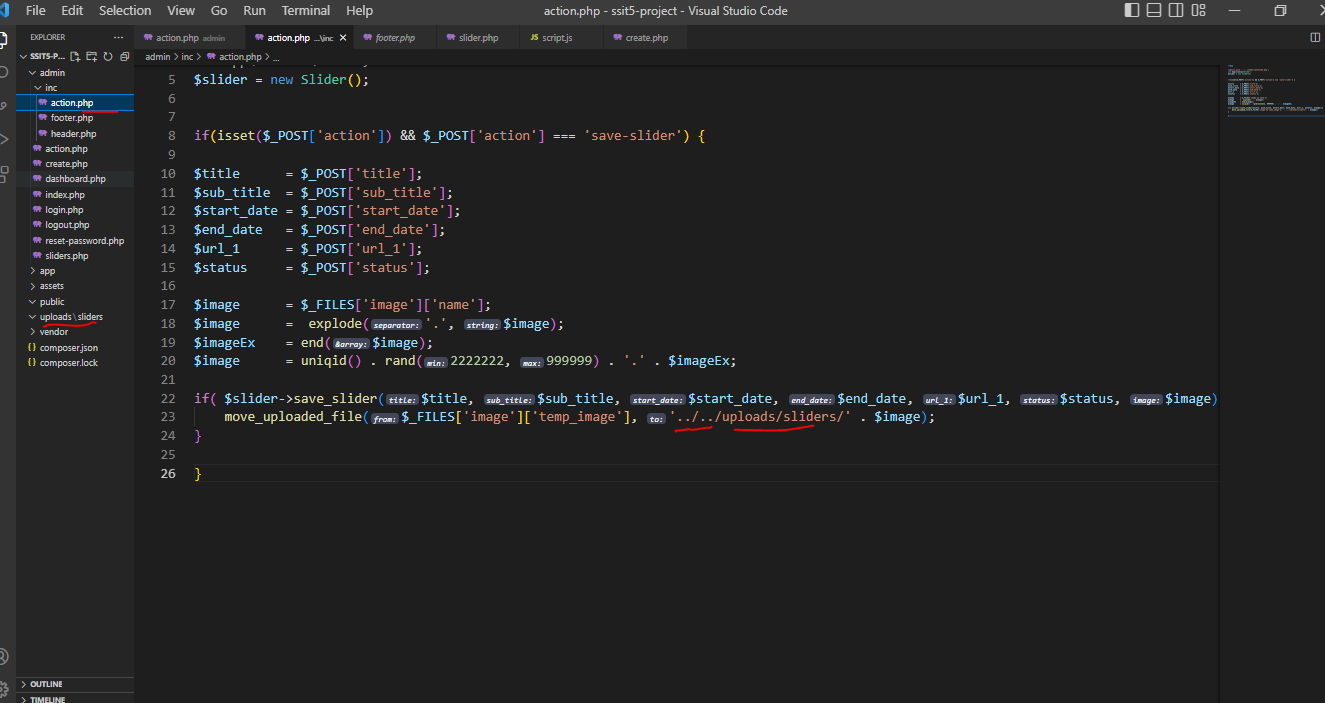 File Edit Selection View Go Run Terminal Help action.php - ssit5-project - Visual Studio Code
EXPLORER ...
action.php admin action.php ...\inc footer.php slider.php script.js create.php
SSIT5-P...
admin > inc > action.php > ...
admin
inc
action.php
footer.php
header.php
action.php
create.php
dashboard.php
index.php
login.php
logout.php
reset-password.php
sliders.php
app
assets
public
uploads\sliders
vendor
composer.json
composer.lock
OUTLINE
TIMELINE
5 $slider = new Slider();
6
7
8 if(isset($_POST['action']) && $_POST['action'] === 'save-slider') {
9
10 $title = $_POST['title'];
11 $sub_title = $_POST['sub_title'];
12 $start_date = $_POST['start_date'];
13 $end_date = $_POST['end_date'];
14 $url_1 = $_POST['url_1'];
15 $status = $_POST['status'];
16
17 $image = $_FILES['image']['name'];
18 $image = explode(separator: '.', string: $image);
19 $imageEx = end(&array: $image);
20 $image = uniqid() . rand(min: 2222222, max: 999999) . '.' . $imageEx;
21
22 if( $slider->save_slider(title: $title, sub_title: $sub_title, start_date: $start_date, end_date: $end_date, url_1: $url_1, status: $status, image: $image)
23 move_uploaded_file(from: $_FILES['image']['temp_image'], to: '../../uploads/sliders/' . $image);
24 }
25
26 }